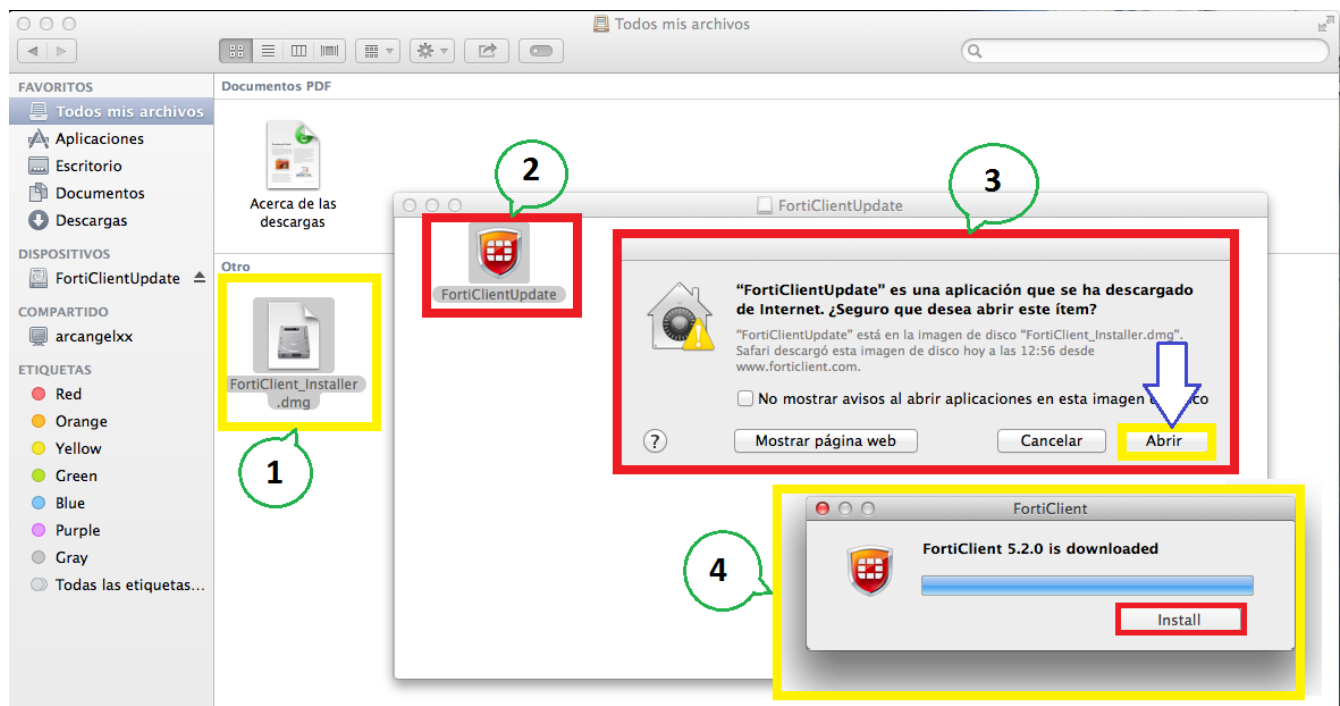 Todos mis archivos
FAVORITOS
Todos mis archivos
Aplicaciones
Escritorio
Documentos
Descargas
DISPOSITIVOS
FortiClientUpdate
COMPARTIDO
arcangelxx
ETIQUETAS
Red
Orange
Yellow
Green
Blue
Purple
Gray
Todas las etiquetas...
Documentos PDF
Acerca de las
descargas
Otro
FortiClient_Installer
.dmg
1
2
FortiClientUpdate
FortiClientUpdate
3
“FortiClientUpdate” es una aplicación que se ha descargado
de Internet. ¿Seguro que desea abrir este ítem?
“FortiClientUpdate” está en la imagen de disco “FortiClient_Installer.dmg”.
Safari descargó esta imagen de disco hoy a las 12:56 desde
www.forticlient.com.
No mostrar avisos al abrir aplicaciones en esta imagen co
?
Mostrar página web
Cancelar
Abrir
4
FortiClient
FortiClient 5.2.0 is downloaded
Install